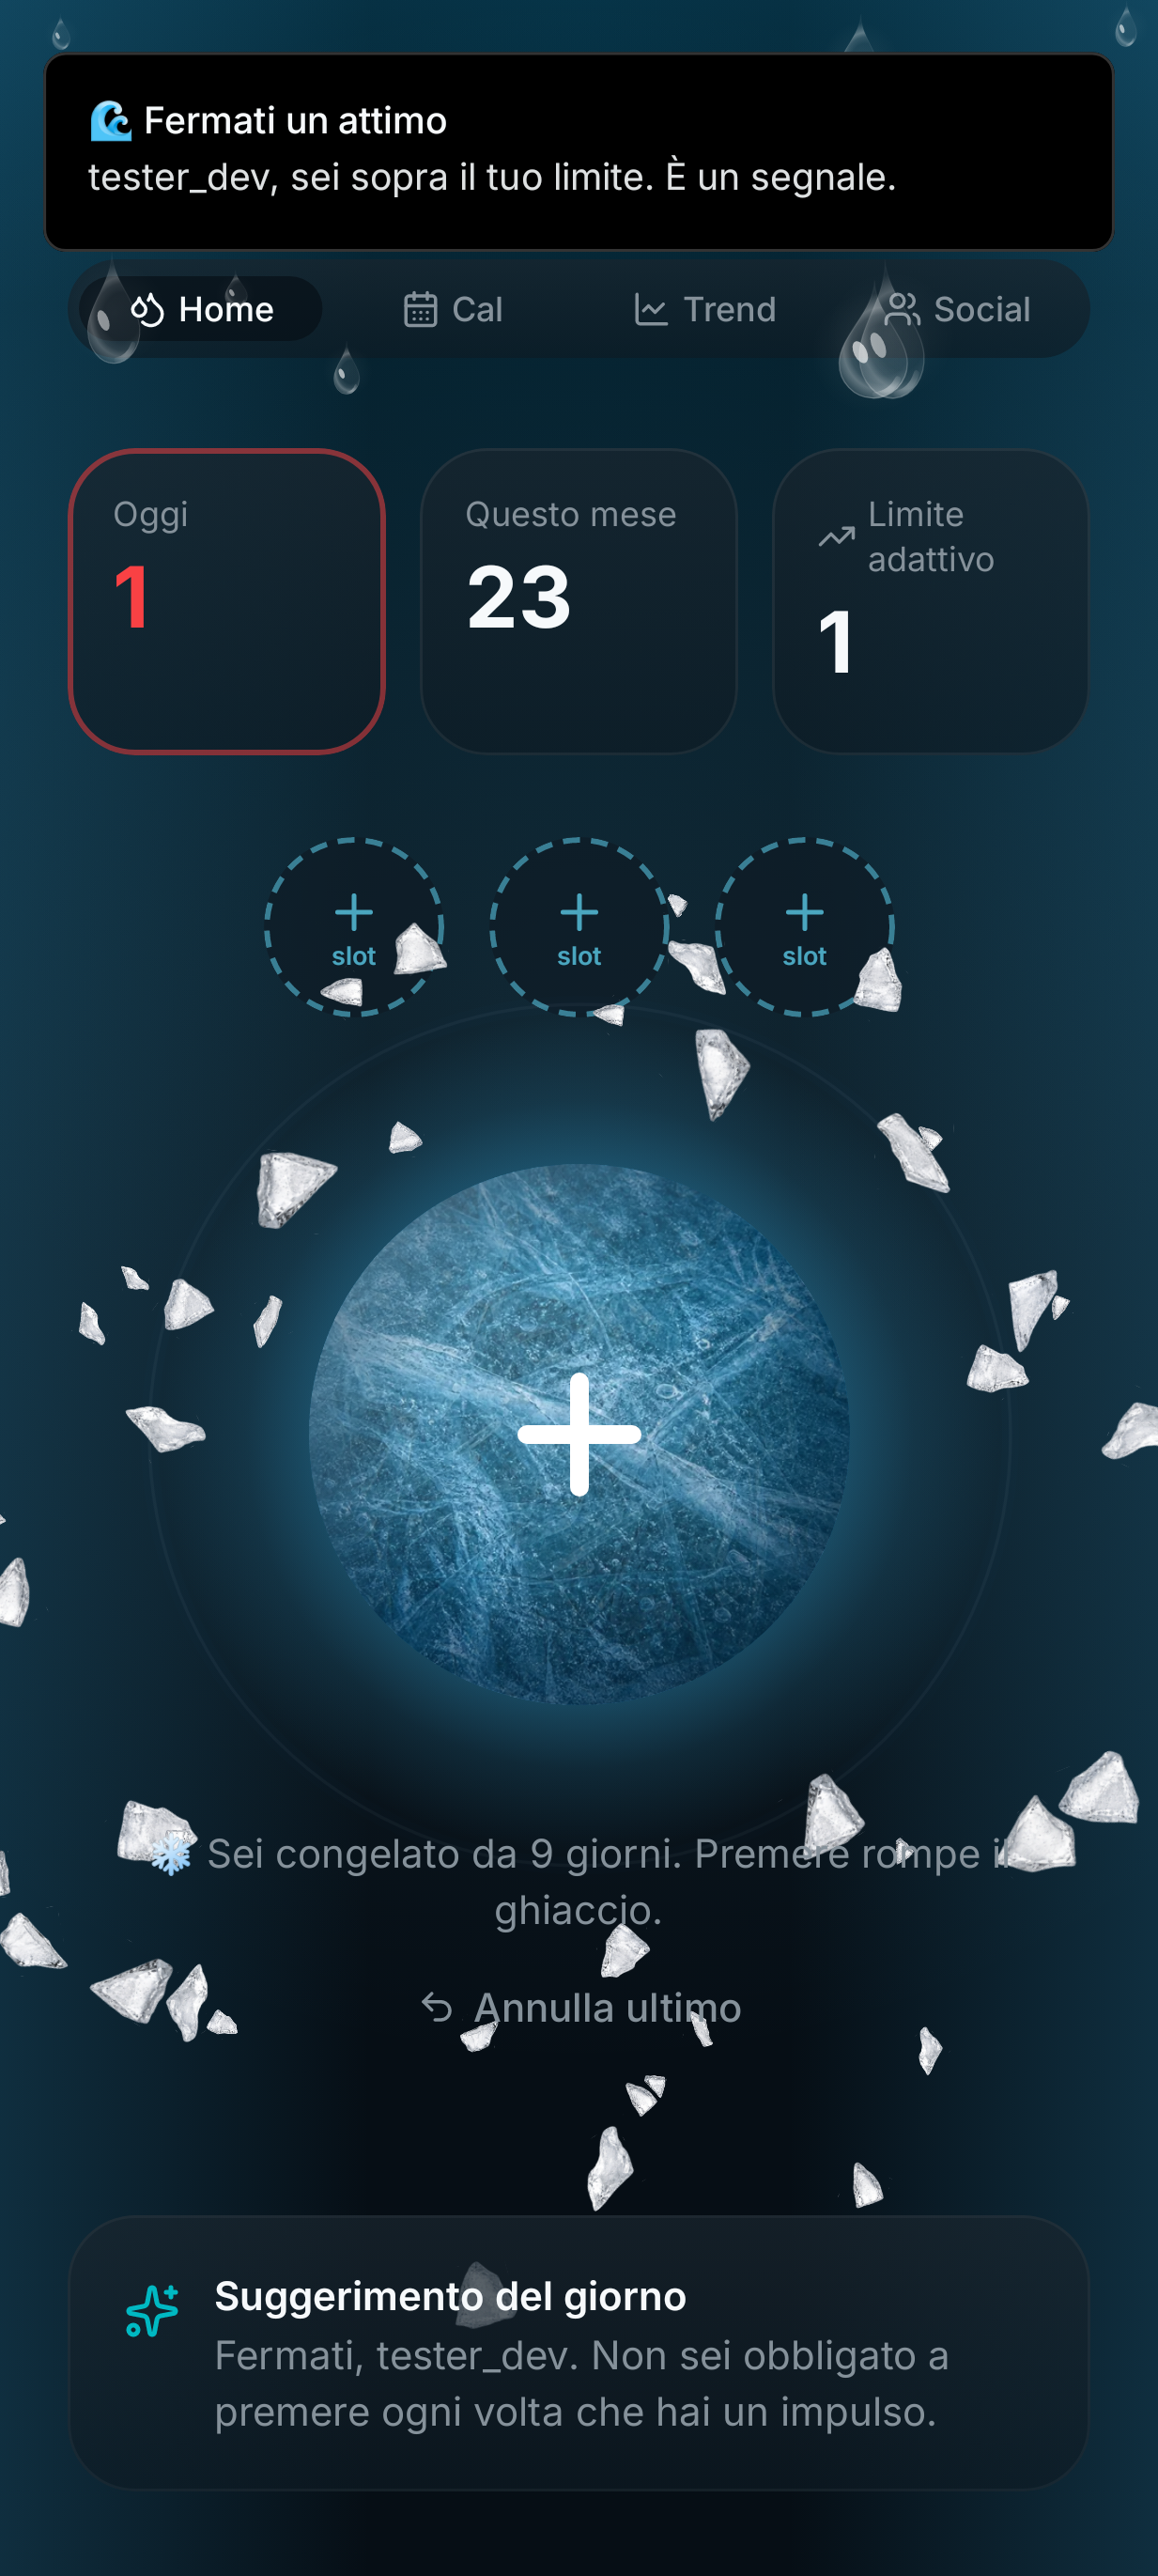 🌊 Fermati un attimo
tester_dev, sei sopra il tuo limite. È un segnale.
Home
Cal
Trend
Social
Oggi
1
Questo mese
23
Limite
adattivo
1
slot
slot
slot
❄️ Sei congelato da 9 giorni. Premere rompe il
ghiaccio.
Annulla ultimo
Suggerimento del giorno
Fermati, tester_dev. Non sei obbligato a
premere ogni volta che hai un impulso.